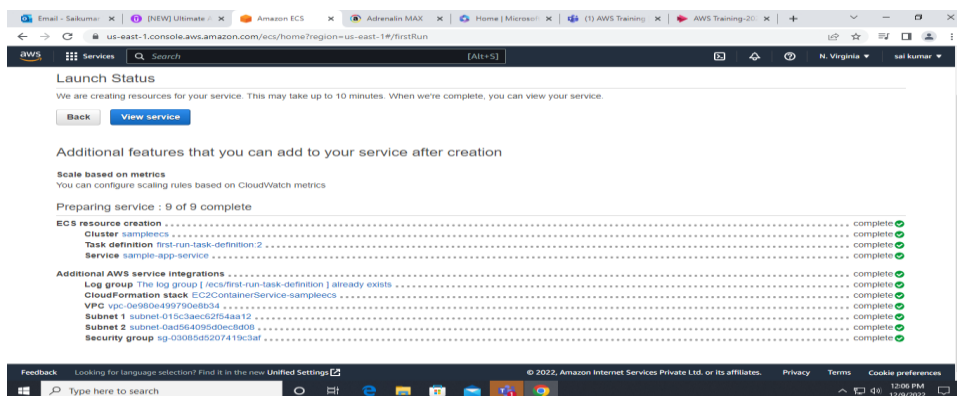 Email - Saikumar
[NEW] Ultimate A
Amazon ECS
Adrenalin MAX
Home | Microsoft
(1) AWS Training
AWS Training-20
us-east-1.console.aws.amazon.com/ecs/home?region=us-east-1#/firstRun
aws Services Search [Alt+S] N. Virginia sai kumar
Launch Status
We are creating resources for your service. This may take up to 10 minutes. When we're complete, you can view your service.
Back View service
Additional features that you can add to your service after creation
Scale based on metrics
You can configure scaling rules based on CloudWatch metrics
Preparing service : 9 of 9 complete
ECS resource creation complete
Cluster sampleecs complete
Task definition first-run-task-definition:2 complete
Service sample-app-service complete
Additional AWS service integrations complete
Log group The log group [ /ecs/first-run-task-definition ] already exists complete
CloudFormation stack EC2ContainerService-sampleecs complete
VPC vpc-0e980e499790e8b34 complete
Subnet 1 subnet-015c3aec62f54aa12 complete
Subnet 2 subnet-0ad564095d0ec8d08 complete
Security group sg-03085d5207419c3af complete
Feedback Looking for language selection? Find it in the new Unified Settings © 2022, Amazon Internet Services Private Ltd. or its affiliates. Privacy Terms Cookie preferences
Type here to search
12:06 PM
12/9/2022